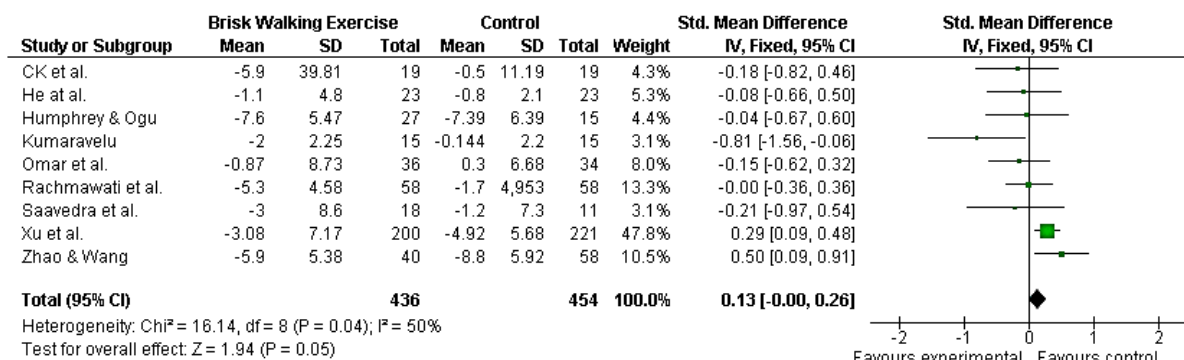 Brisk Walking Exercise Control Std. Mean Difference Std. Mean Difference
Study or Subgroup Mean SD Total Mean SD Total Weight IV, Fixed, 95% CI IV, Fixed, 95% CI
CK et al. -5.9 39.81 19 -0.5 11.19 19 4.3% -0.18 [-0.82, 0.46]
He at al. -1.1 4.8 23 -0.8 2.1 23 5.3% -0.08 [-0.66, 0.50]
Humphrey & Ogu -7.6 5.47 27 -7.39 6.39 15 4.4% -0.04 [-0.67, 0.60]
Kumaravelu -2 2.25 15 -0.144 2.2 15 3.1% -0.81 [-1.56, -0.06]
Omar et al. -0.87 8.73 36 0.3 6.68 34 8.0% -0.15 [-0.62, 0.32]
Rachmawati et al. -5.3 4.58 58 -1.7 4,953 58 13.3% -0.00 [-0.36, 0.36]
Saavedra et al. -3 8.6 18 -1.2 7.3 11 3.1% -0.21 [-0.97, 0.54]
Xu et al. -3.08 7.17 200 -4.92 5.68 221 47.8% 0.29 [0.09, 0.48]
Zhao & Wang -5.9 5.38 40 -8.8 5.92 58 10.5% 0.50 [0.09, 0.91]
Total (95% CI) 436 454 100.0% 0.13 [-0.00, 0.26]
Heterogeneity: Chi² = 16.14, df = 8 (P = 0.04); I² = 50%
Test for overall effect: Z = 1.94 (P = 0.05)
-2 -1 0 1 2
Favours experimental Favours control